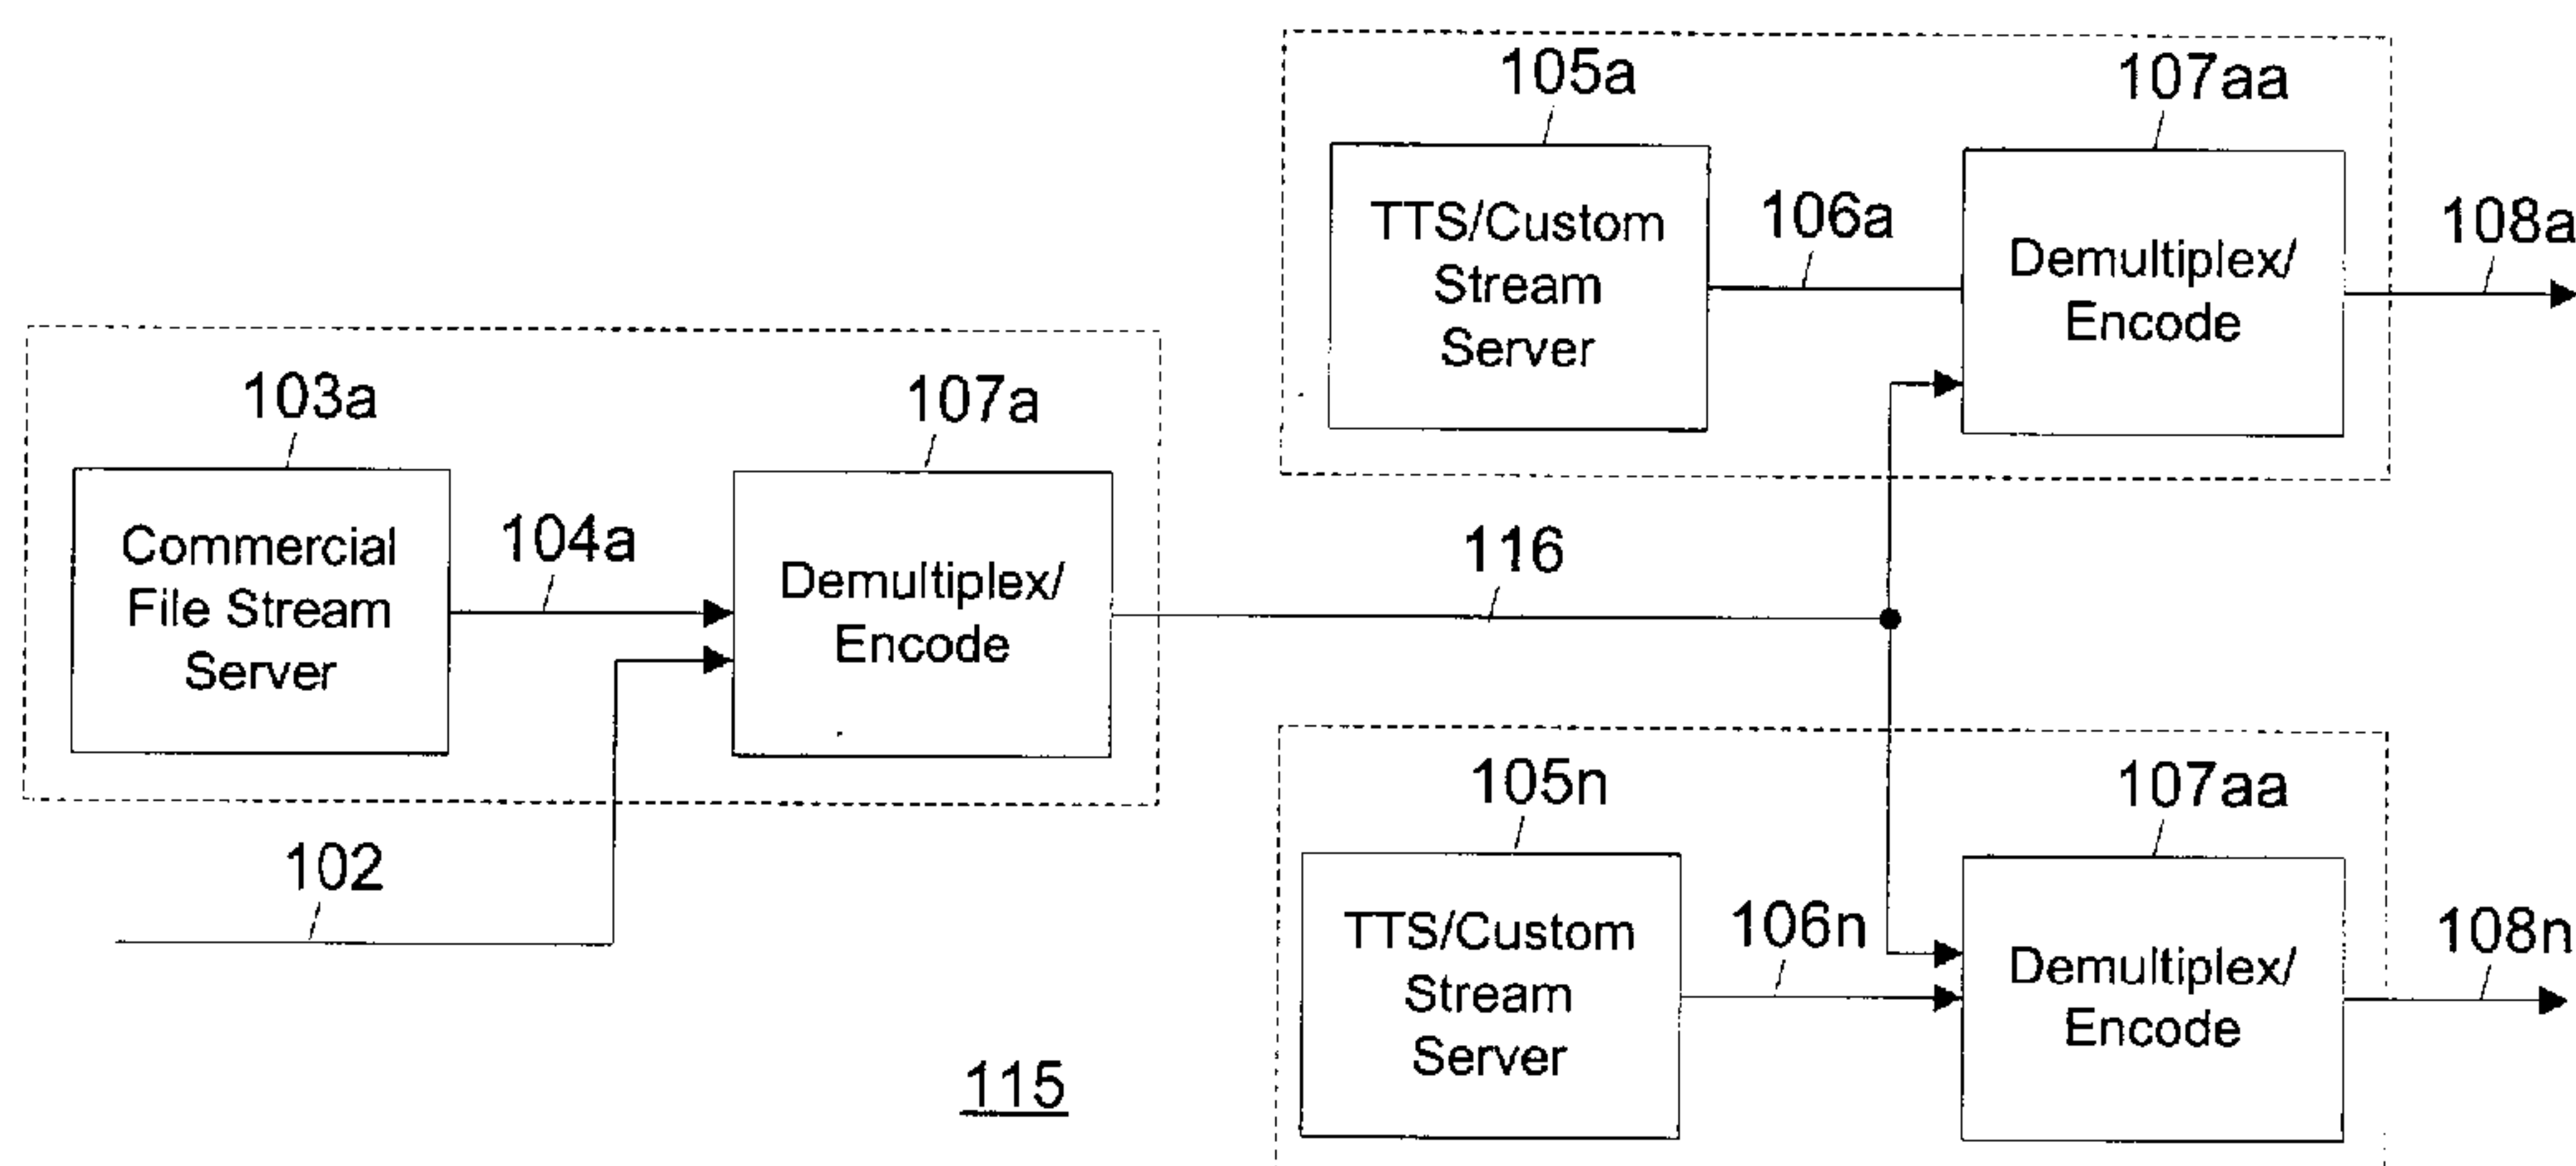 105a
107aa
TTS/Custom
Stream
Server
106a
Demultiplex/
Encode
108a
103a
107a
Commercial
File Stream
Server
104a
Demultiplex/
Encode
116
102
105n
107aa
TTS/Custom
Stream
Server
106n
Demultiplex/
Encode
108n
115